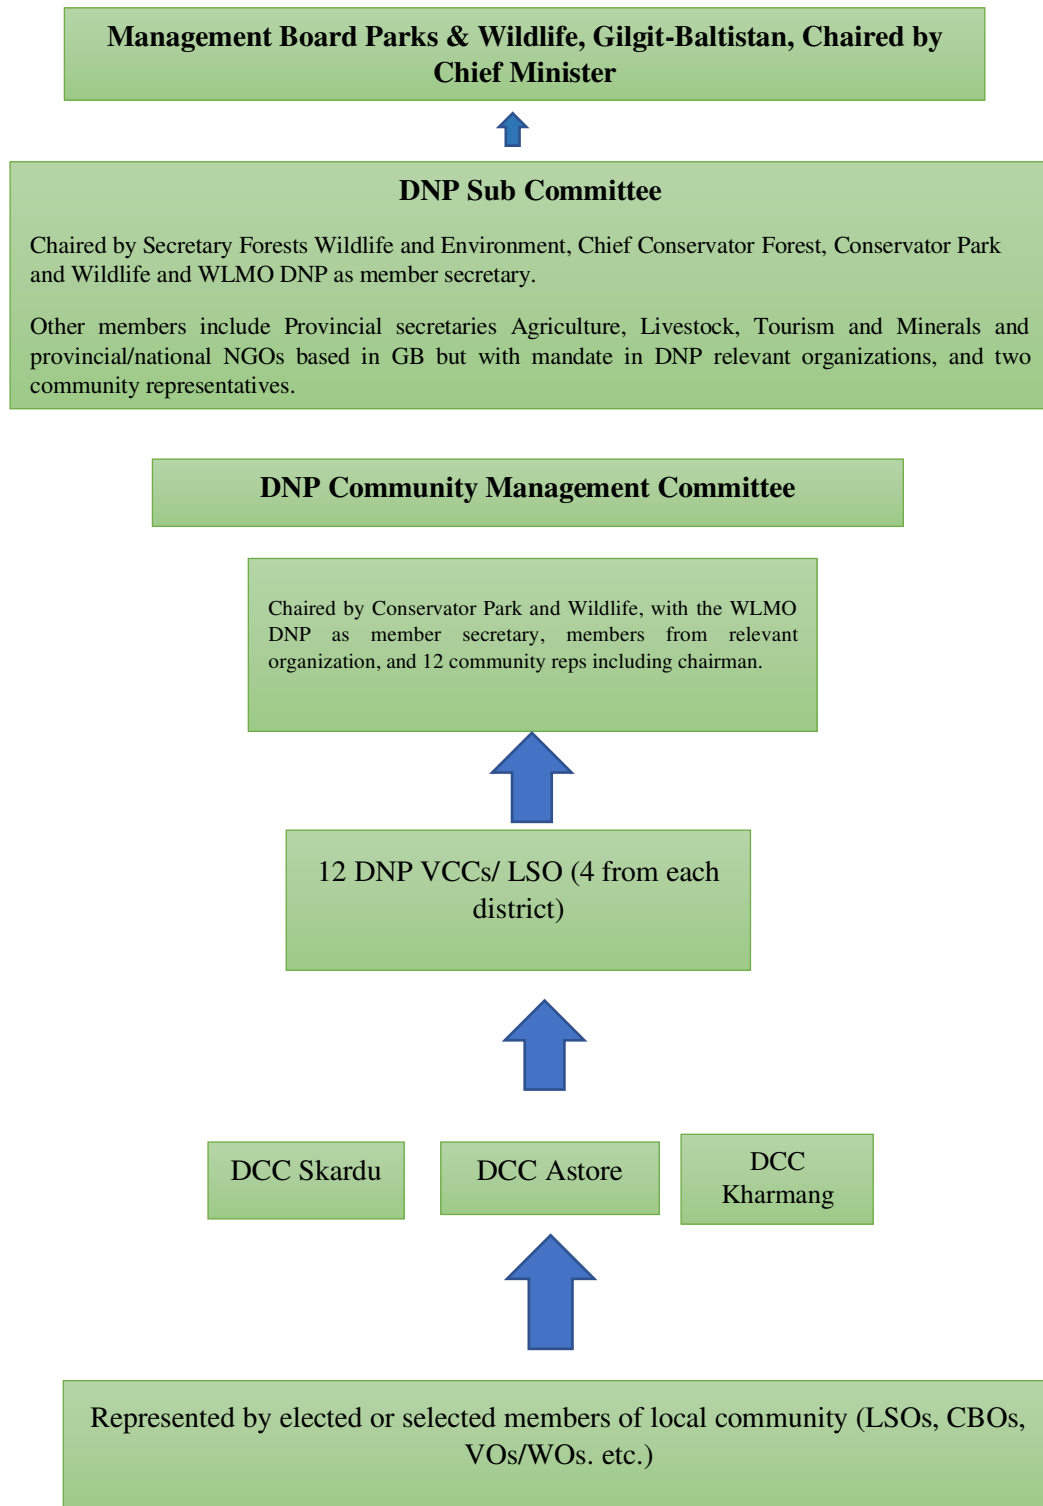 Management Board Parks & Wildlife, Gilgit-Baltistan, Chaired by
Chief Minister
DNP Sub Committee
Chaired by Secretary Forests Wildlife and Environment, Chief Conservator Forest, Conservator Park
and Wildlife and WLMO DNP as member secretary.
Other members include Provincial secretaries Agriculture, Livestock, Tourism and Minerals and
provincial/national NGOs based in GB but with mandate in DNP relevant organizations, and two
community representatives.
DNP Community Management Committee
Chaired by Conservator Park and Wildlife, with the WLMO
DNP as member secretary, members from relevant
organization, and 12 community reps including chairman.
12 DNP VCCs/ LSO (4 from each
district)
DCC Skardu
DCC Astore
DCC
Kharmang
Represented by elected or selected members of local community (LSOs, CBOs,
VOs/WOs. etc.)